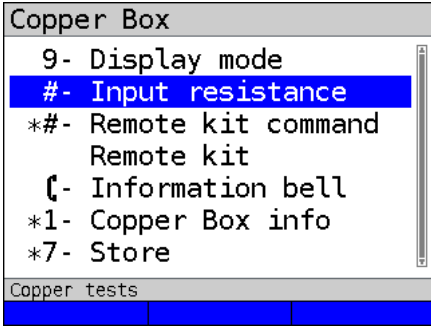 Copper Box
9- Display mode
#- Input resistance
*#- Remote kit command
Remote kit
- Information bell
*1- Copper Box info
*7- Store
Copper tests